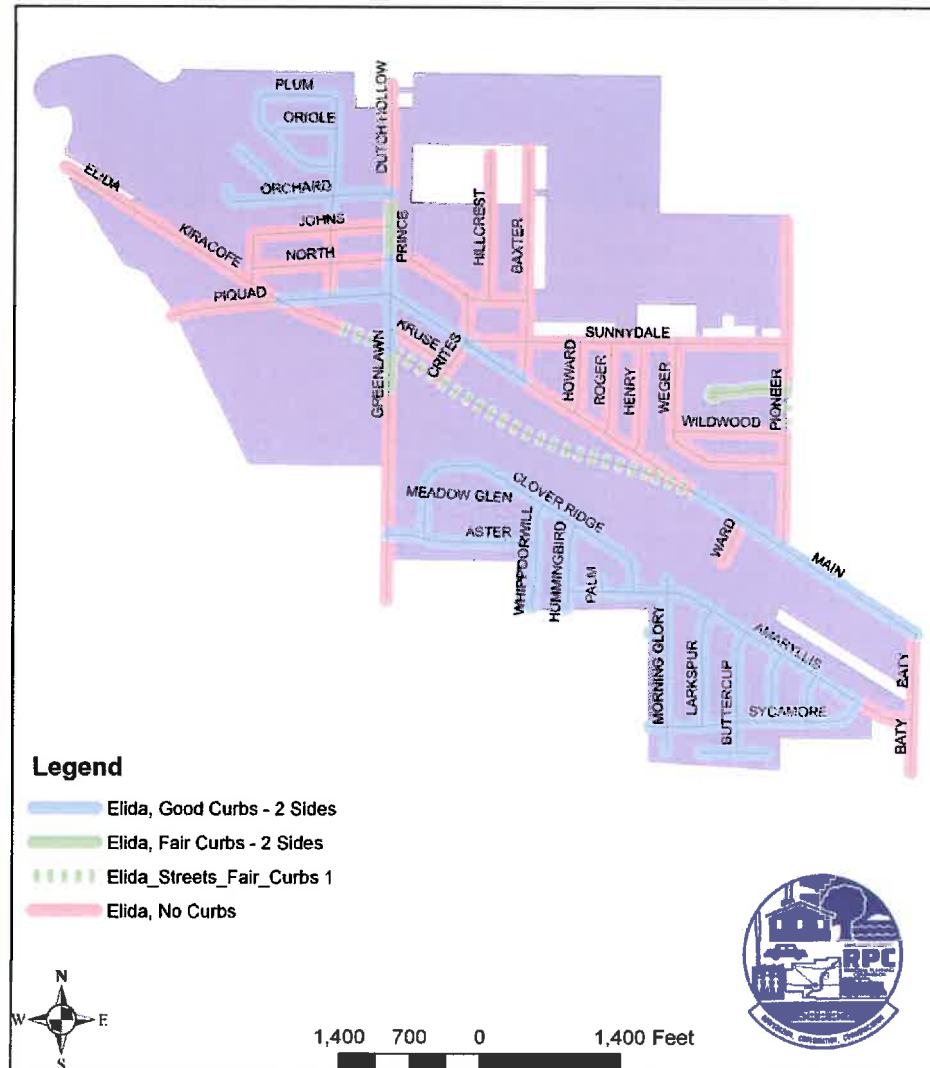 PLUM
ORIOLE
DUTCH HOLLOW
ELIDA
ORCHARD
JOHNS
PRINCE
HILLCREST
BAXTER
KIRACOFE
NORTH
PIQUAD
KRUSE
CRITES
SUNNYDALE
GREENLAWN
HOWARD
ROGER
HENRY
WEGER
WILDWOOD
PIONEER
MEADOW GLEN
CLOVER RIDGE
ASTER
WHIPPOORWILL
HUMMINGBIRD
PALM
WARD
MAIN
MORNING GLORY
LARKSPUR
BUTTERCUP
AMARYLLIS
SYCAMORE
BATY
BATY
Legend
Elida, Good Curbs - 2 Sides
Elida, Fair Curbs - 2 Sides
Elida_Streets_Fair_Curbs 1
Elida, No Curbs
RPC
N
W E
S
1,400 700 0 1,400 Feet